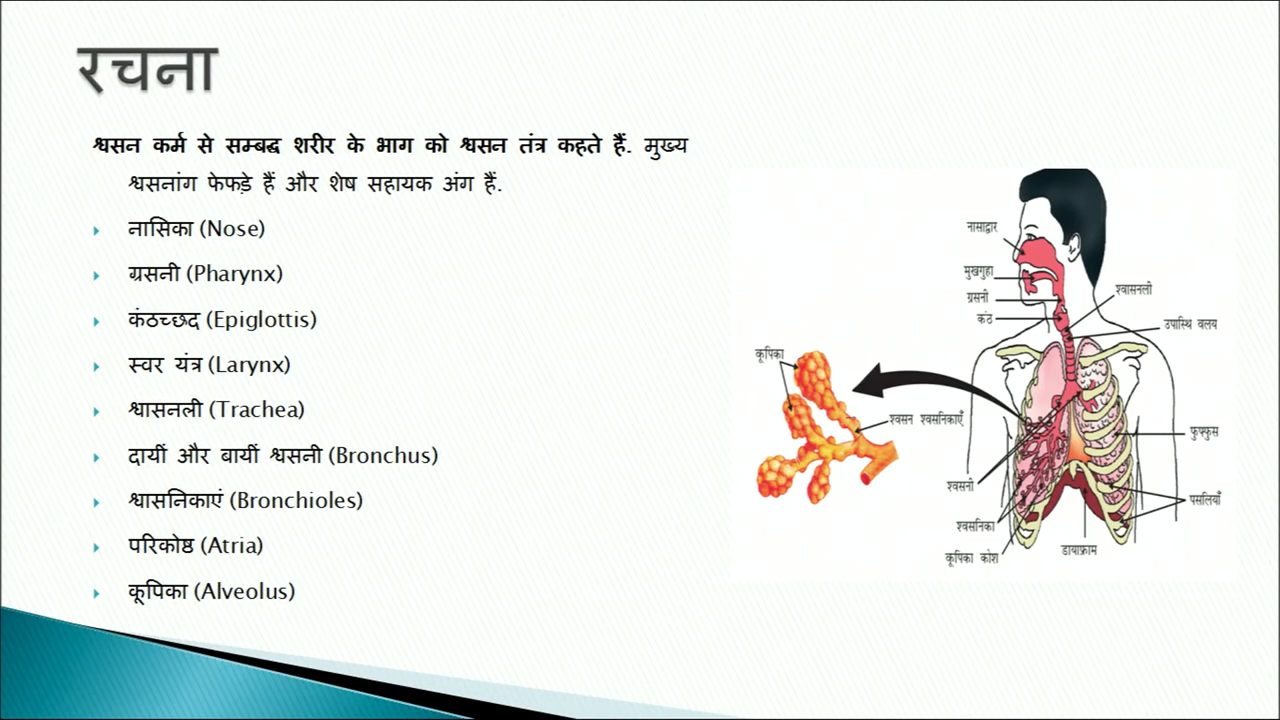 रचना
श्वसन कर्म से सम्बद्ध शरीर के भाग को श्वसन तंत्र कहते हैं. मुख्य
श्वसनांग फेफड़े हैं और शेष सहायक अंग हैं.
नासिका (Nose)
ग्रसनी (Pharynx)
कंठच्छद (Epiglottis)
स्वर यंत्र (Larynx)
श्वासनली (Trachea)
दायीं और बायीं श्वसनी (Bronchus)
श्वासनिकाएं (Bronchioles)
परिकोष्ठ (Atria)
कूपिका (Alveolus)
नासाद्वार
मुखगुहा
ग्रसनी
कंठ
श्वासनली
उपास्थि वलय
कूपिका
श्वसन श्वसनिकाएँ
फुफ्फुस
श्वसनी
पसलियाँ
श्वसनिका
कूपिका कोश
डायाफ्राम